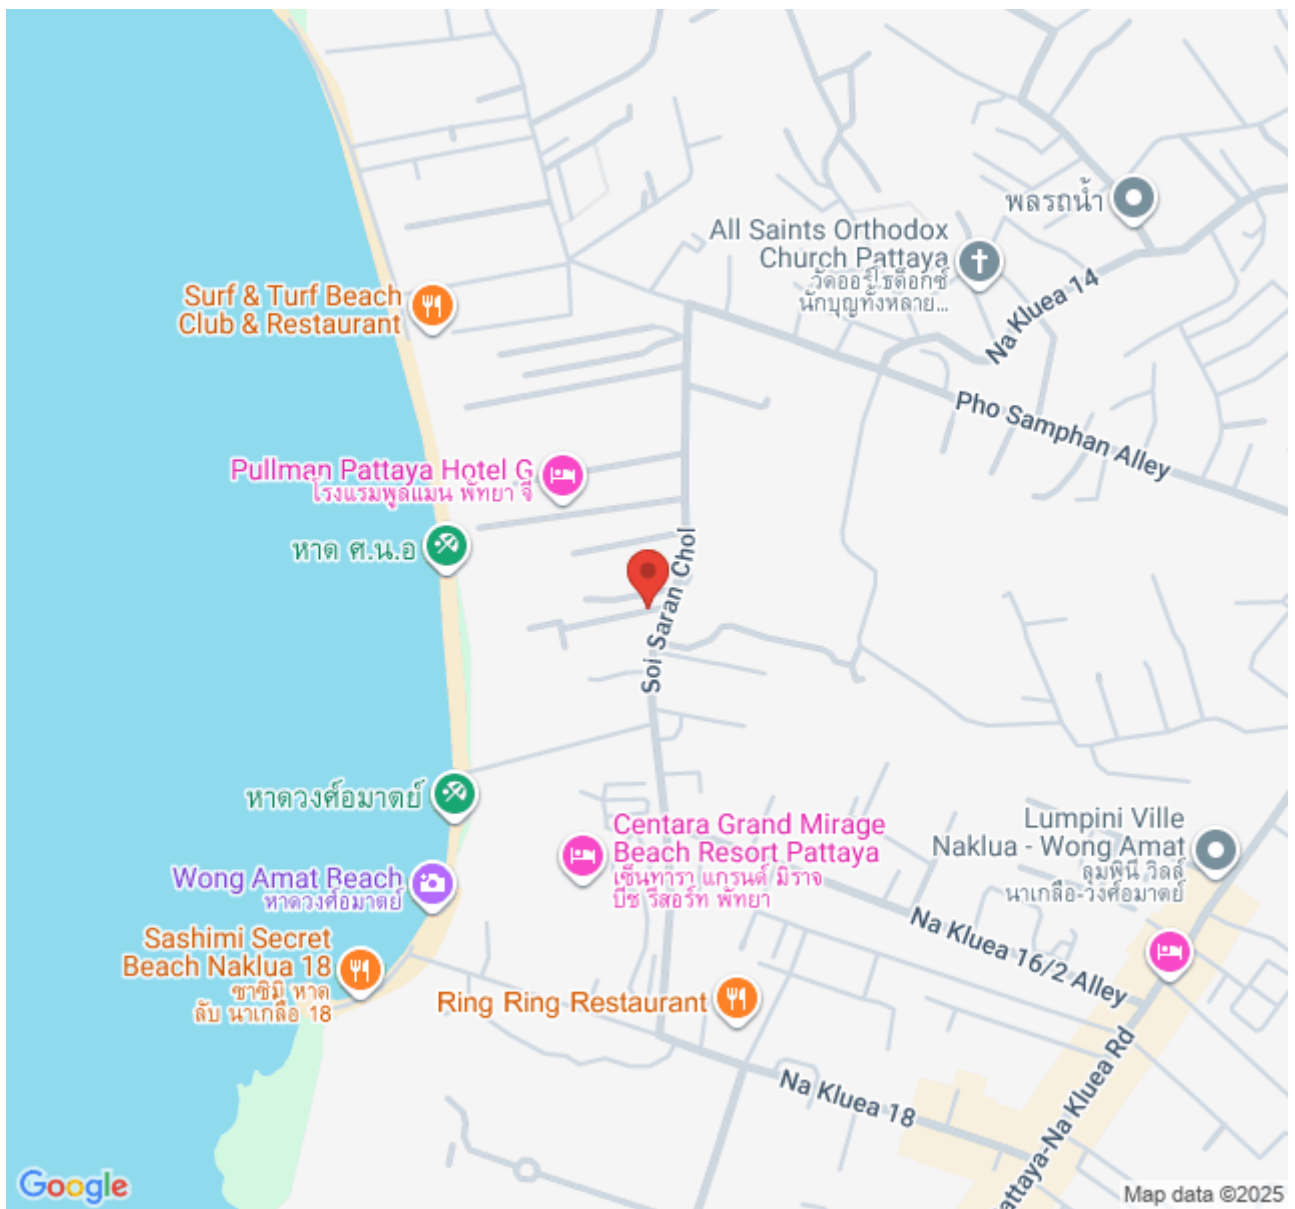 พลรถน้ำ
All Saints Orthodox
Church Pattaya
วัดออร์โธด็อกซ์
นักบุญทั้งหลาย...
Na Kluea 14
Surf & Turf Beach
Club & Restaurant
Pho Samphan Alley
Pullman Pattaya Hotel G
โรงแรมพูลแมน พัทยา จี
หาด ศ.น.อ
Soi Saran Chol
หาดวงศ์อมาตย์
Centara Grand Mirage
Beach Resort Pattaya
เซ็นทารา แกรนด์ มิราจ
บีช รีสอร์ท พัทยา
Lumpini Ville
Naklua - Wong Amat
ลุมพินี วิลล์
นาเกลือ-วงศ์อมาตย์
Wong Amat Beach
หาดวงศ์อมาตย์
Sashimi Secret
Beach Naklua 18
ซาซิมิ หาด
ลับ นาเกลือ 18
Na Kluea 16/2 Alley
Ring Ring Restaurant
Na Kluea 18
attaya-Na Kluea Rd
Google
Map data ©2025